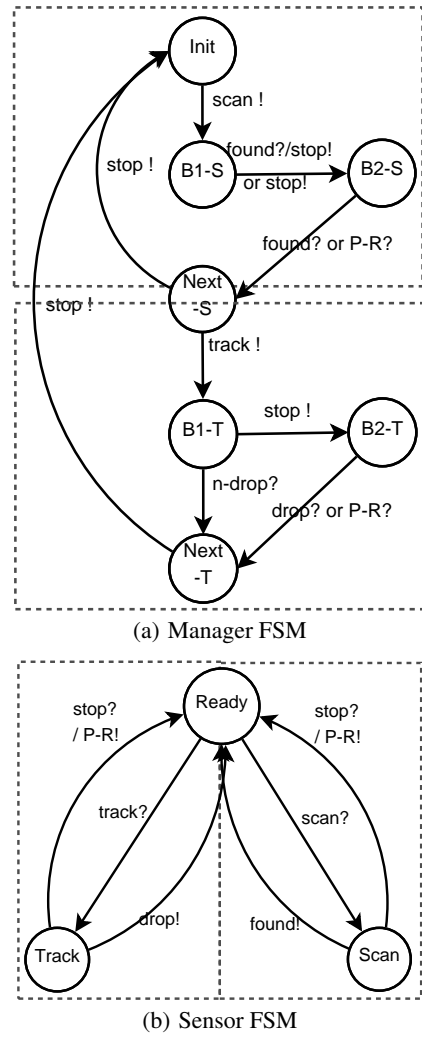 Init
scan !
found?/stop!
B1-S
B2-S
stop !
or stop!
found? or P-R?
Next
-S
stop !
track !
stop !
B1-T
B2-T
n-drop?
drop? or P-R?
Next
-T
(a) Manager FSM
Ready
stop?
/ P-R!
stop?
/ P-R!
track?
scan?
drop!
found!
Track
Scan
(b) Sensor FSM